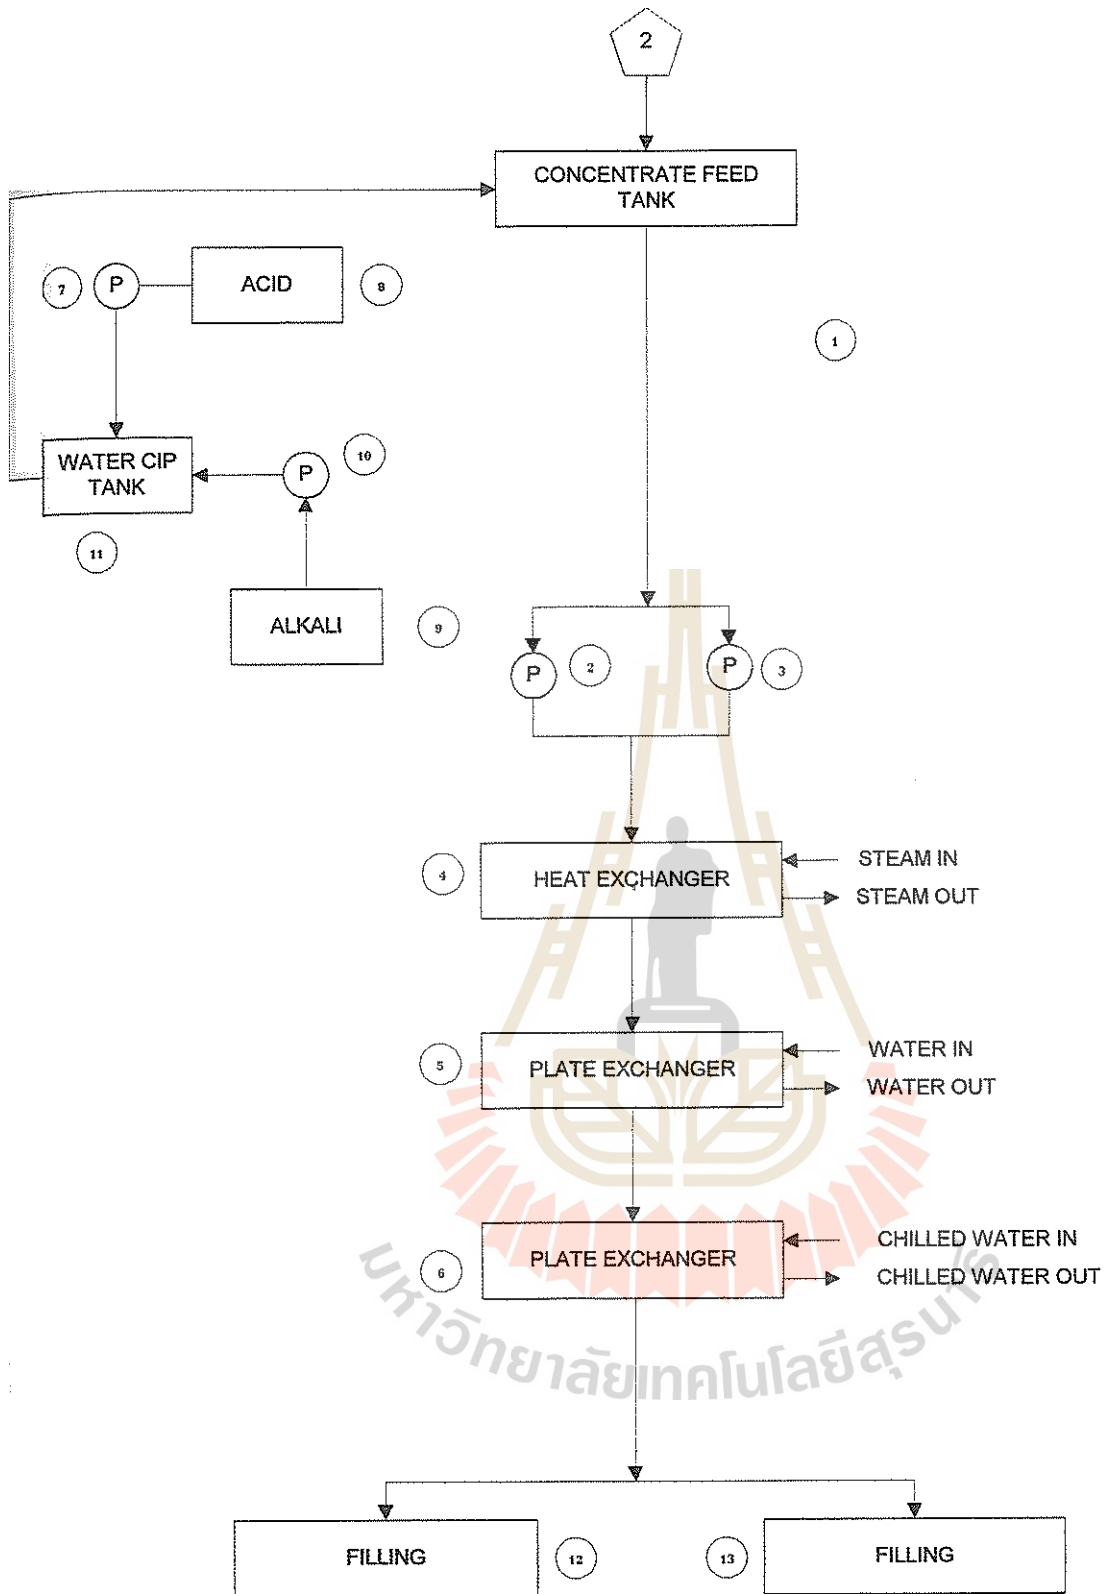 2
CONCENTRATE FEED
TANK
7
P
ACID
8
1
WATER CIP
TANK
P
10
11
ALKALI
9
P
2
P
3
4
HEAT EXCHANGER
STEAM IN
STEAM OUT
5
PLATE EXCHANGER
WATER IN
WATER OUT
6
PLATE EXCHANGER
CHILLED WATER IN
CHILLED WATER OUT
มหาวิทยาลัยเทคโนโลยีสุรนารี
FILLING
12
13
FILLING